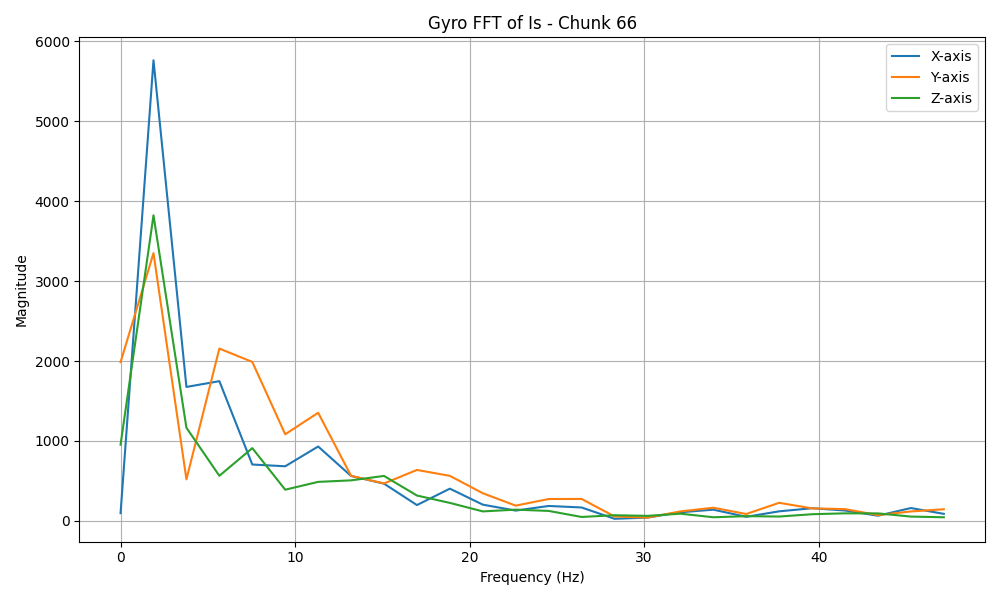 Gyro FFT of Is - Chunk 66
X-axis
Y-axis
Z-axis
Magnitude
6000
5000
4000
3000
2000
1000
0
0 10 20 30 40
Frequency (Hz)